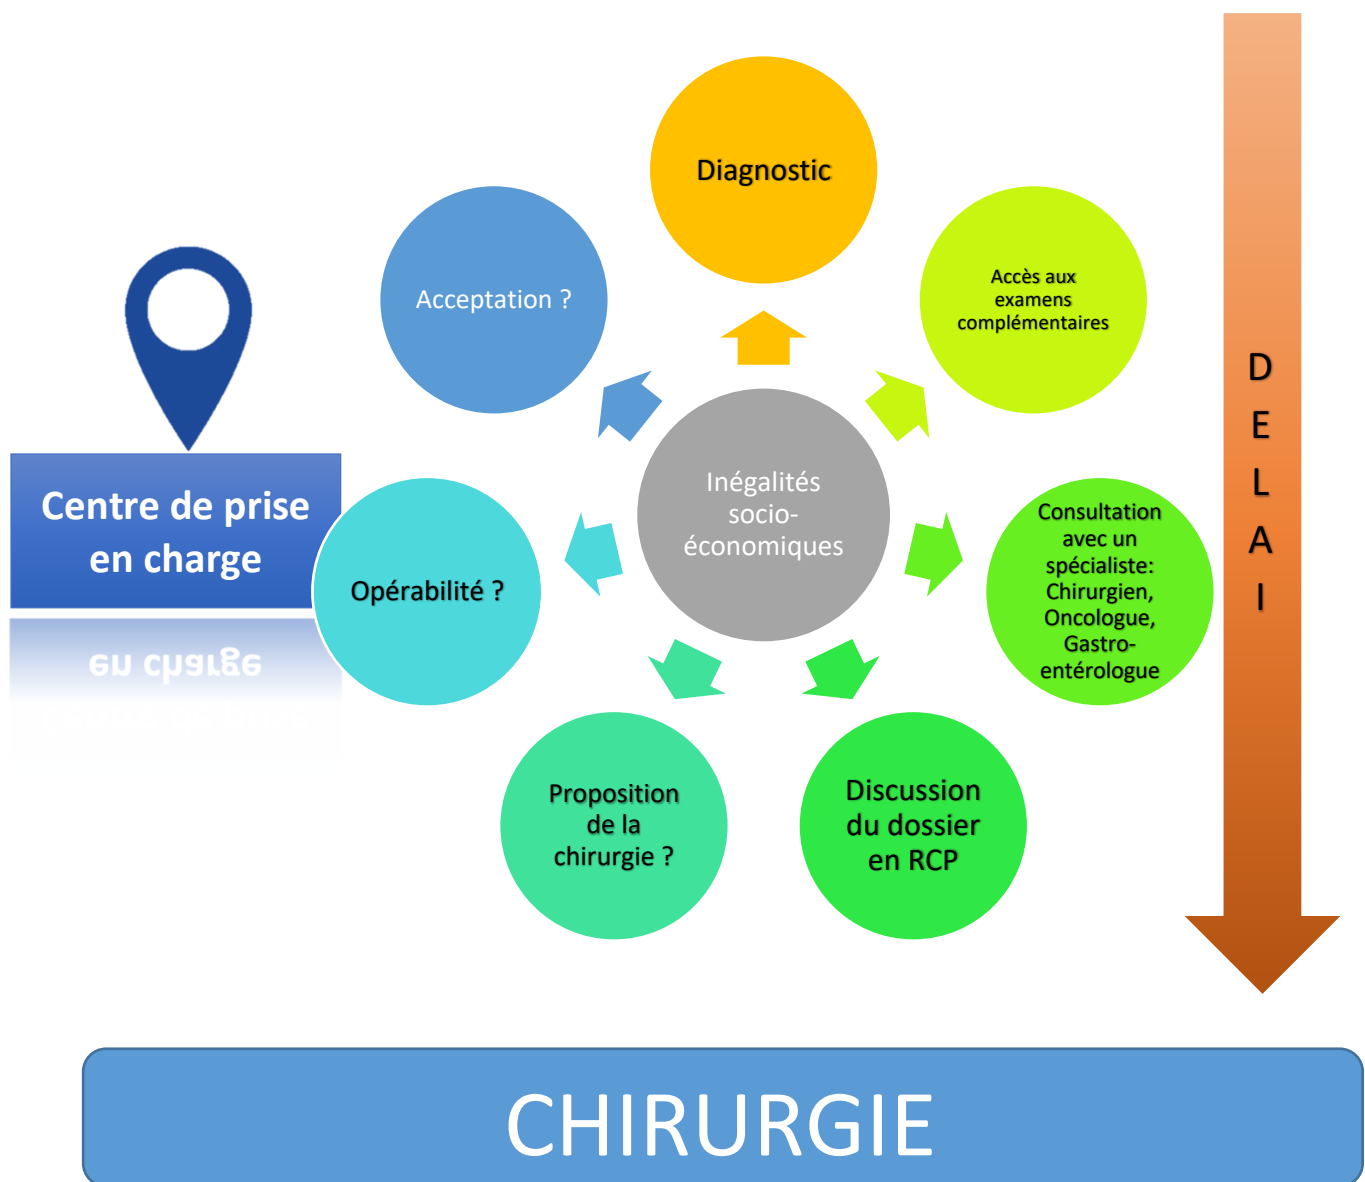 Diagnostic
Accès aux
examens
complémentaires
Consultation
avec un
spécialiste:
Chirurgien,
Oncologue,
Gastro-
entérologue
Discussion
du dossier
en RCP
Proposition
de la
chirurgie ?
Opérabilité ?
Acceptation ?
Inégalités
socio-
économiques
Centre de prise
en charge
D
E
L
A
I
CHIRURGIE